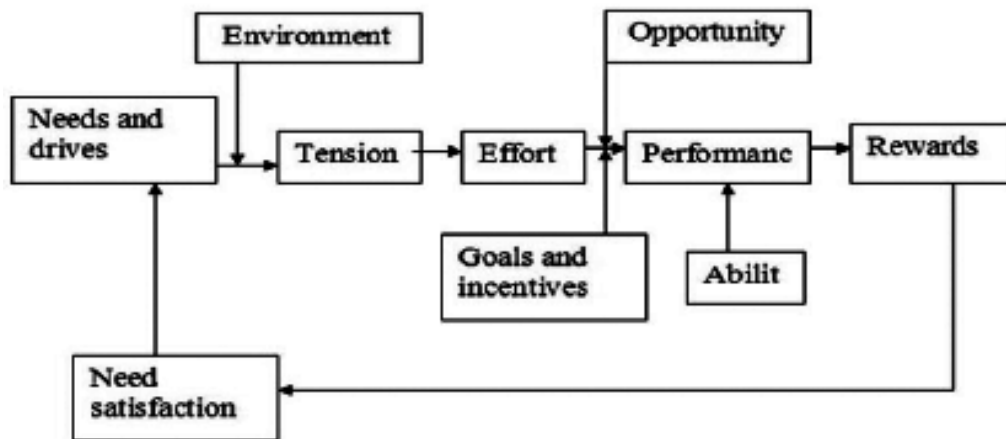 Environment
Opportunity
Needs and
drives
Tension
Effort
Performanc
Rewards
Goals and
incentives
Abilit
Need
satisfaction